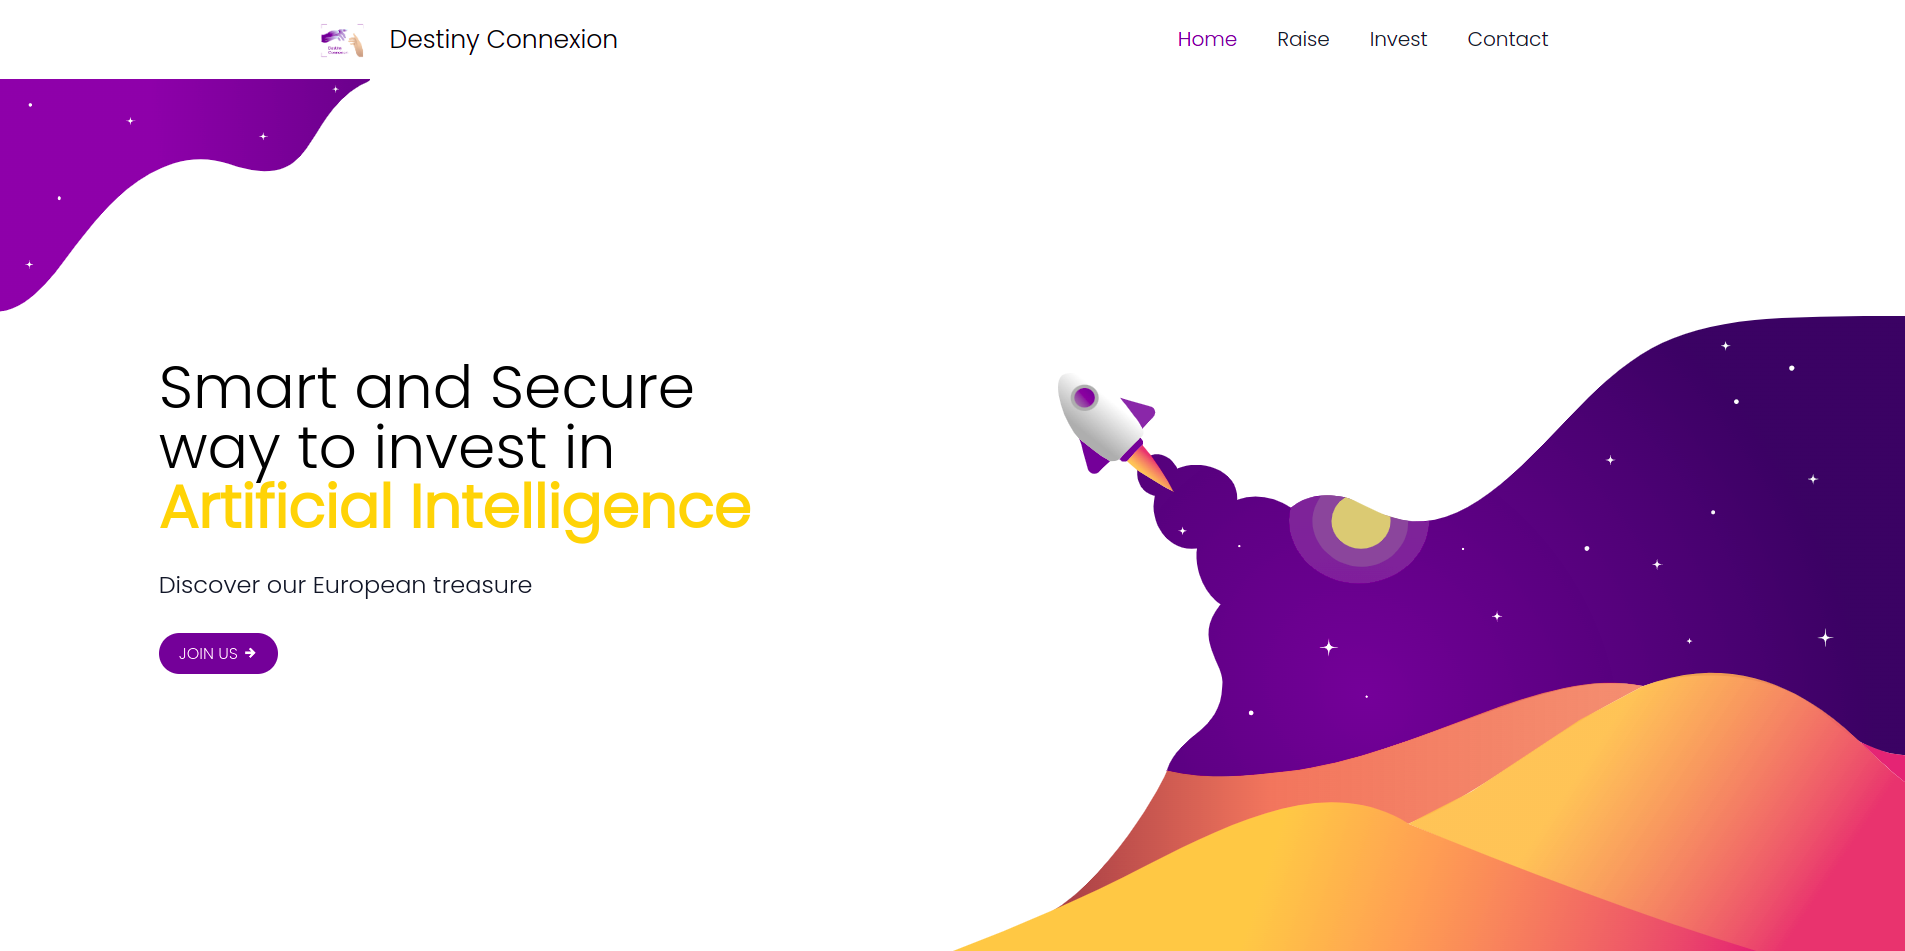 Destiny Connexion
Home Raise Invest Contact
Smart and Secure
way to invest in
Artificial Intelligence
Discover our European treasure
JOIN US